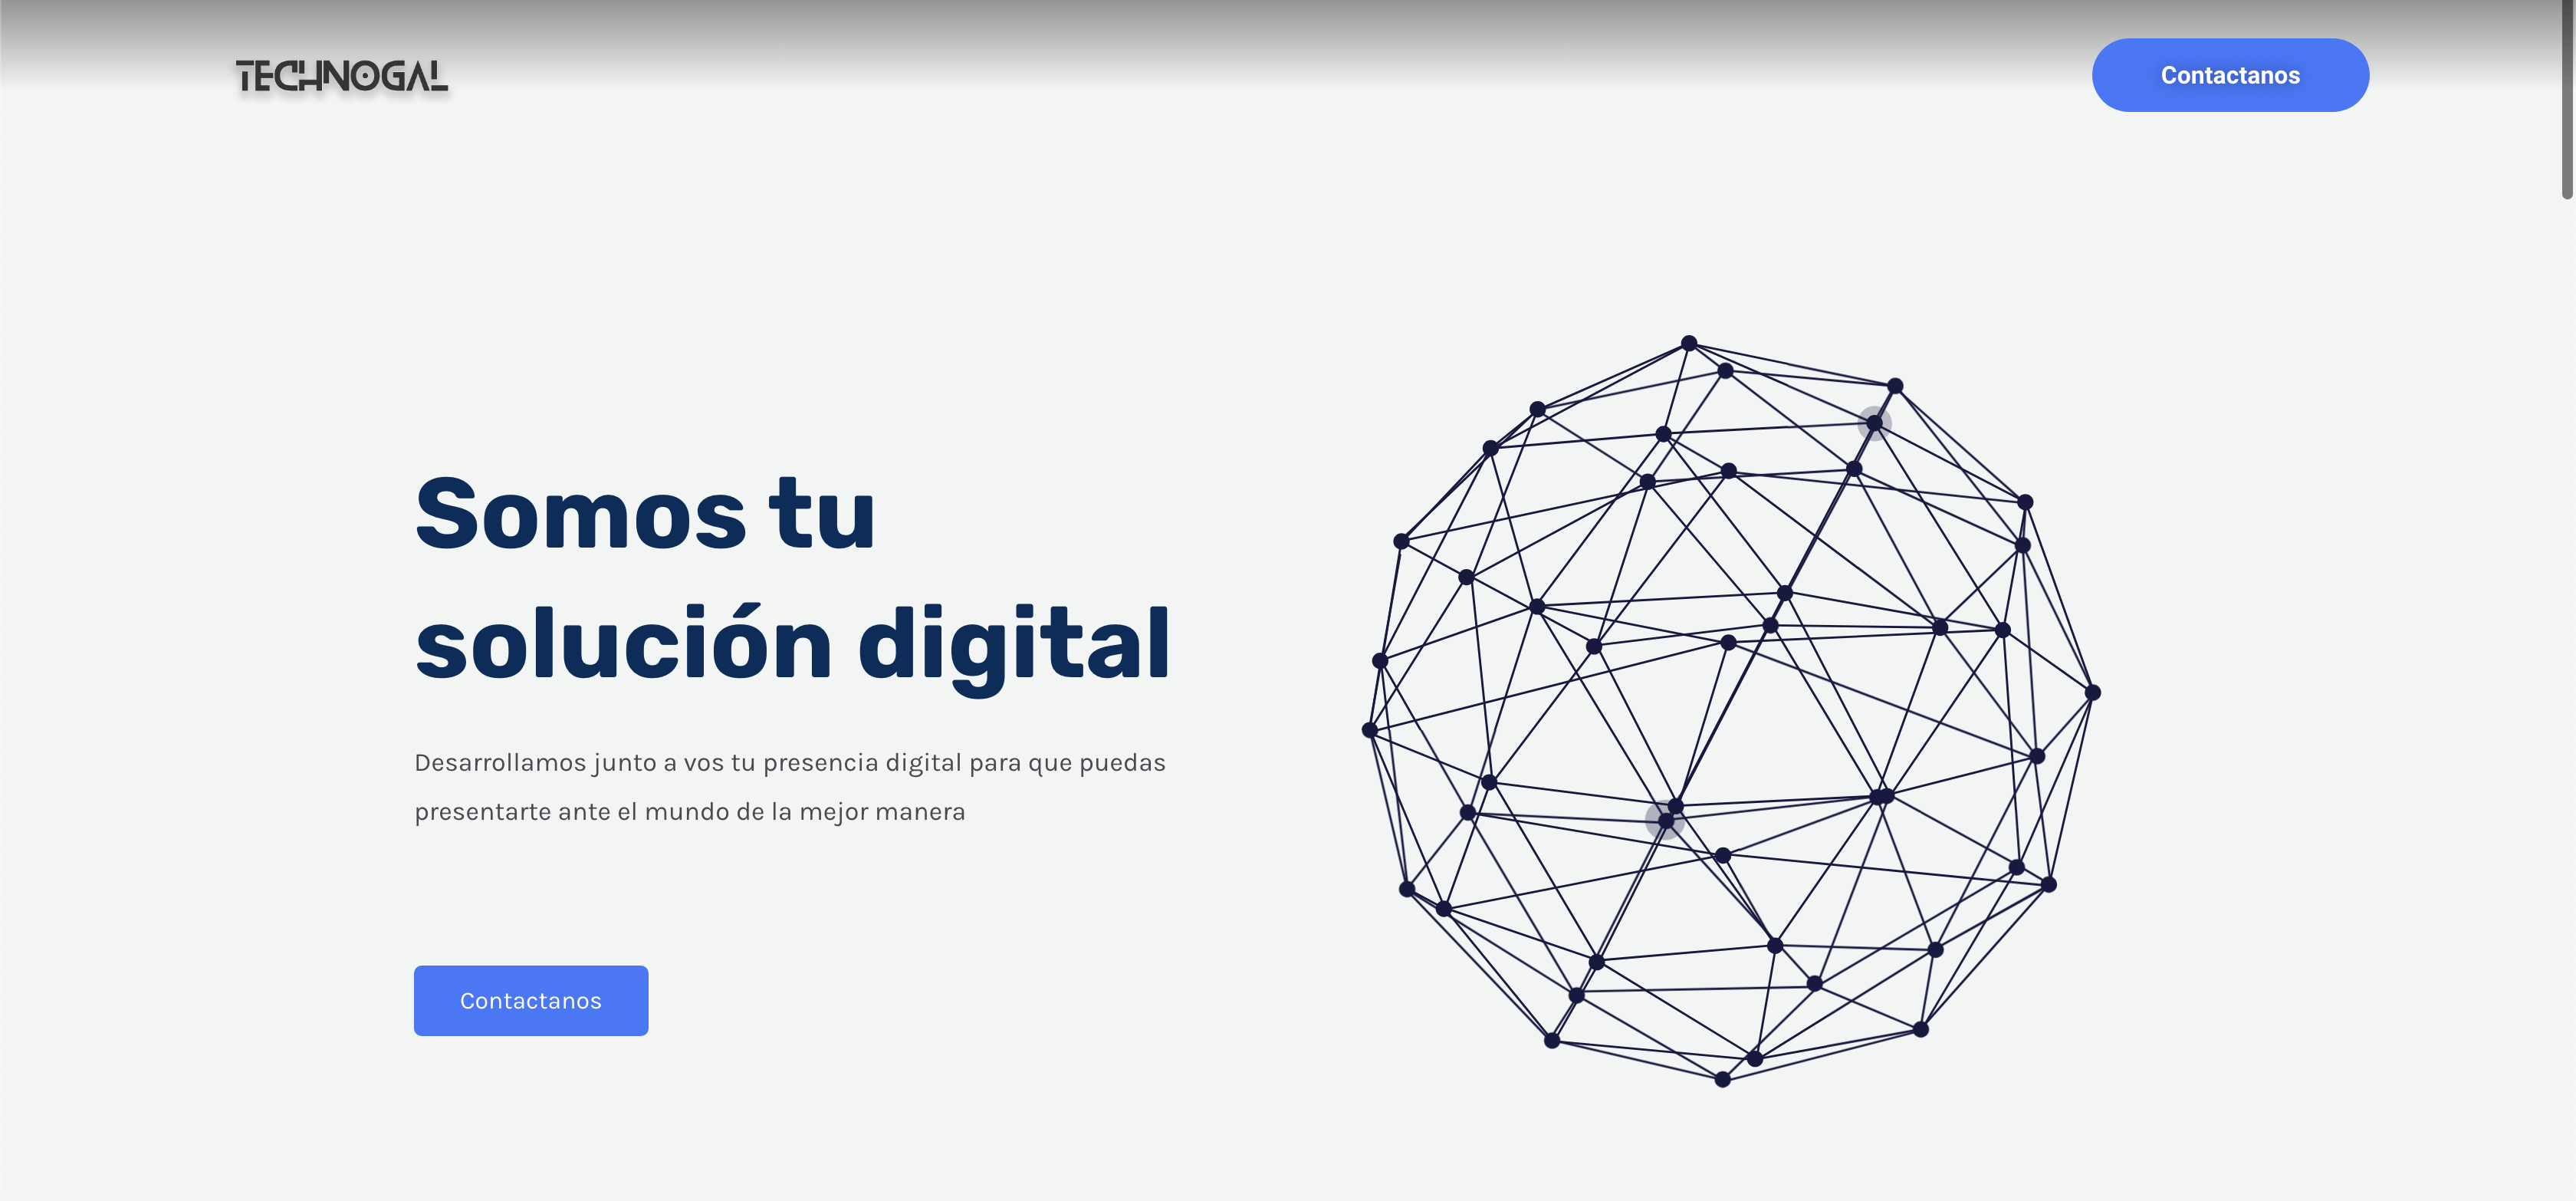 TECHNOGAL
Contactanos
Somos tu
solución digital
Desarrollamos junto a vos tu presencia digital para que puedas
presentarte ante el mundo de la mejor manera
Contactanos